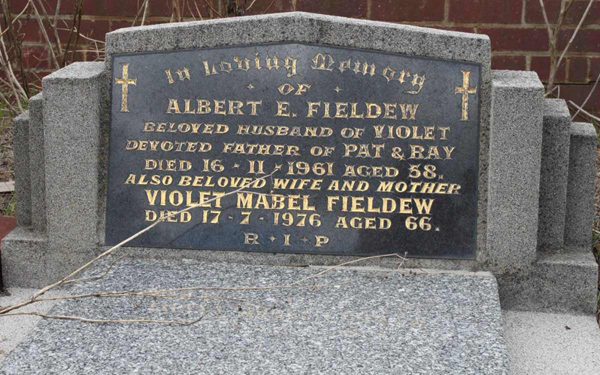 In Loving Memory
OF
ALBERT E. FIELDEW
BELOVED HUSBAND OF VIOLET
DEVOTED FATHER OF PAT & RAY
DIED 16-11-1961 AGED 58.
ALSO BELOVED WIFE AND MOTHER
VIOLET MABEL FIELDEW
DIED 17-7-1976 AGED 66.
R-I-P